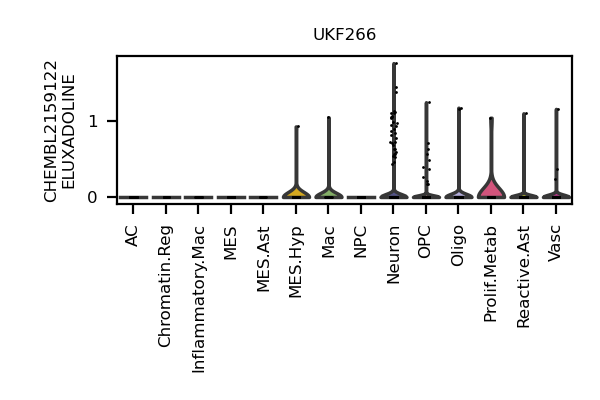 UKF266
CHEMBL2159122
ELUXADOLINE
1
0
AC
Chromatin.Reg
Inflammatory.Mac
MES
MES.Ast
MES.Hyp
Mac
NPC
Neuron
OPC
Oligo
Prolif.Metab
Reactive.Ast
Vasc